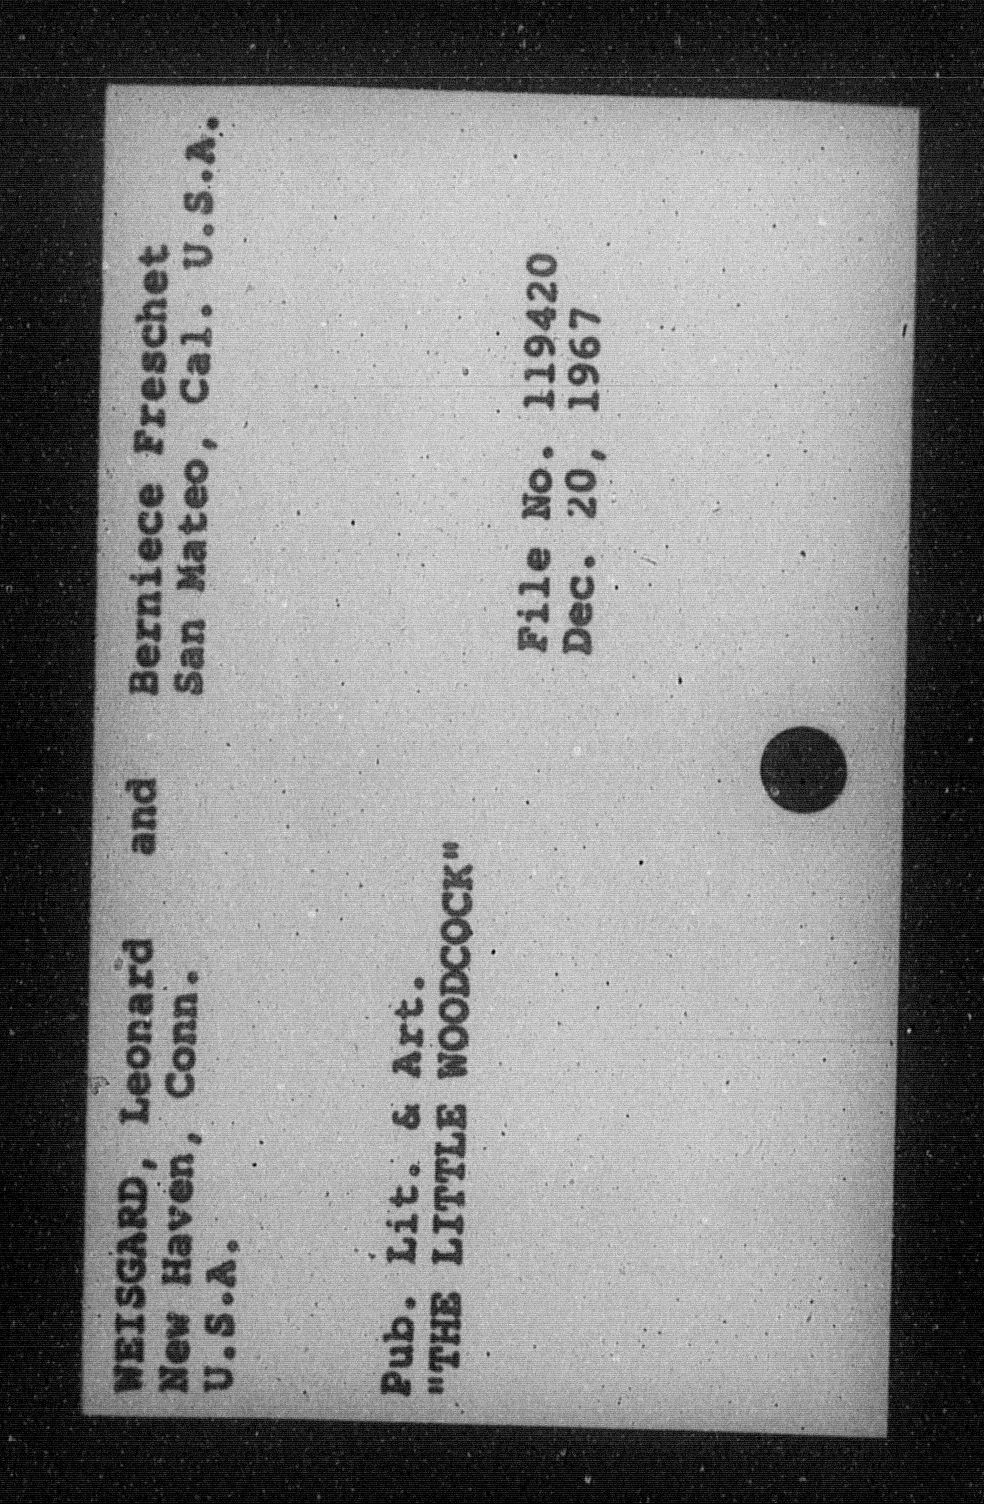 WEISGARD, Leonard and Berniece Freschet
New Haven, Conn. San Mateo, Cal. U.S.A.
U.S.A.
Pub. Lit. & Art.
"THE LITTLE WOODCOCK"
File No. 119420
Dec. 20, 1967